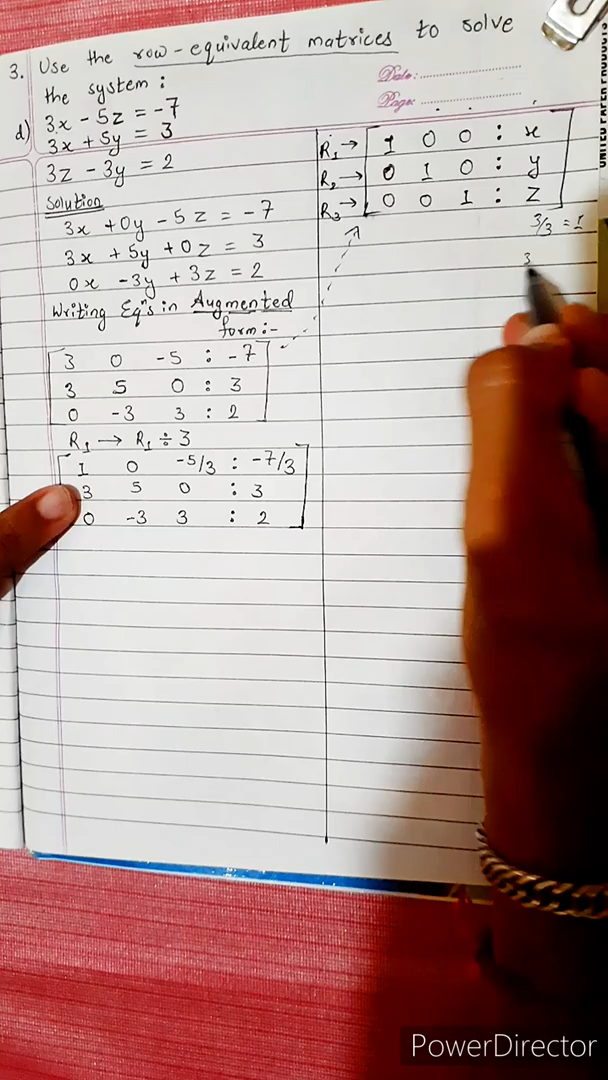 3. Use the row-equivalent matrices to solve
the system :
d) 3x - 5z = -7
3x + 5y = 3
3z - 3y = 2
Solution
3x + 0y - 5z = -7
3x + 5y + 0z = 3
0x - 3y + 3z = 2
Writing Eqⁿs in Augmented
form :-
3 0 -5 : -7
3 5 0 : 3
0 -3 3 : 2
R₁ → R₁ ÷ 3
1 0 -5/3 : -7/3
3 5 0 : 3
0 -3 3 : 2
Date:
Page:
R₁→ 1 0 0 : x
R₂→ 0 1 0 : y
R₃→ 0 0 1 : z
3/3 = 1
3
UNITED PAPER PRODUCTS
PowerDirector